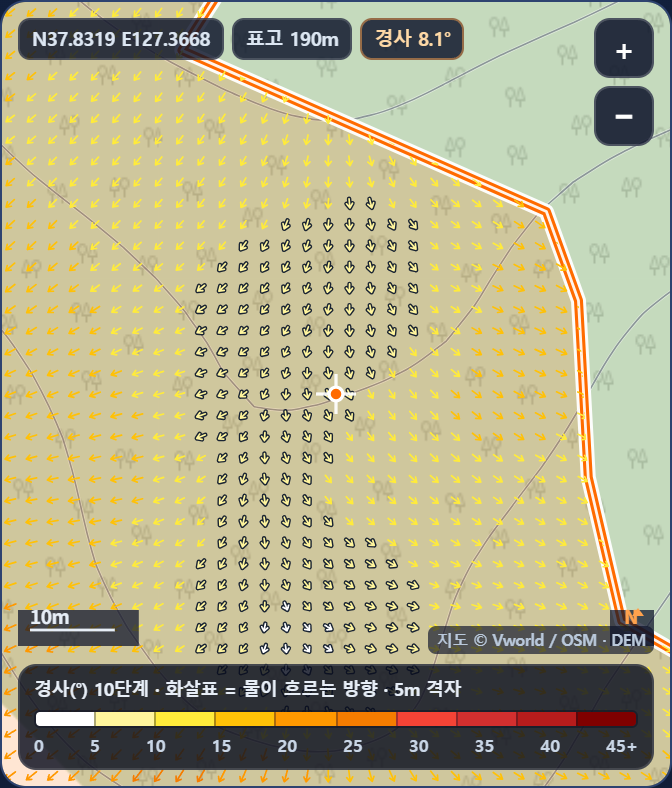 N37.8319 E127.3668
표고 190m
경사 8.1°
+
−
10m
N
지도 © Vworld / OSM · DEM
경사(º) 10단계 · 화살표 = 물이 흐르는 방향 · 5m 격자
0 5 10 15 20 25 30 35 40 45+